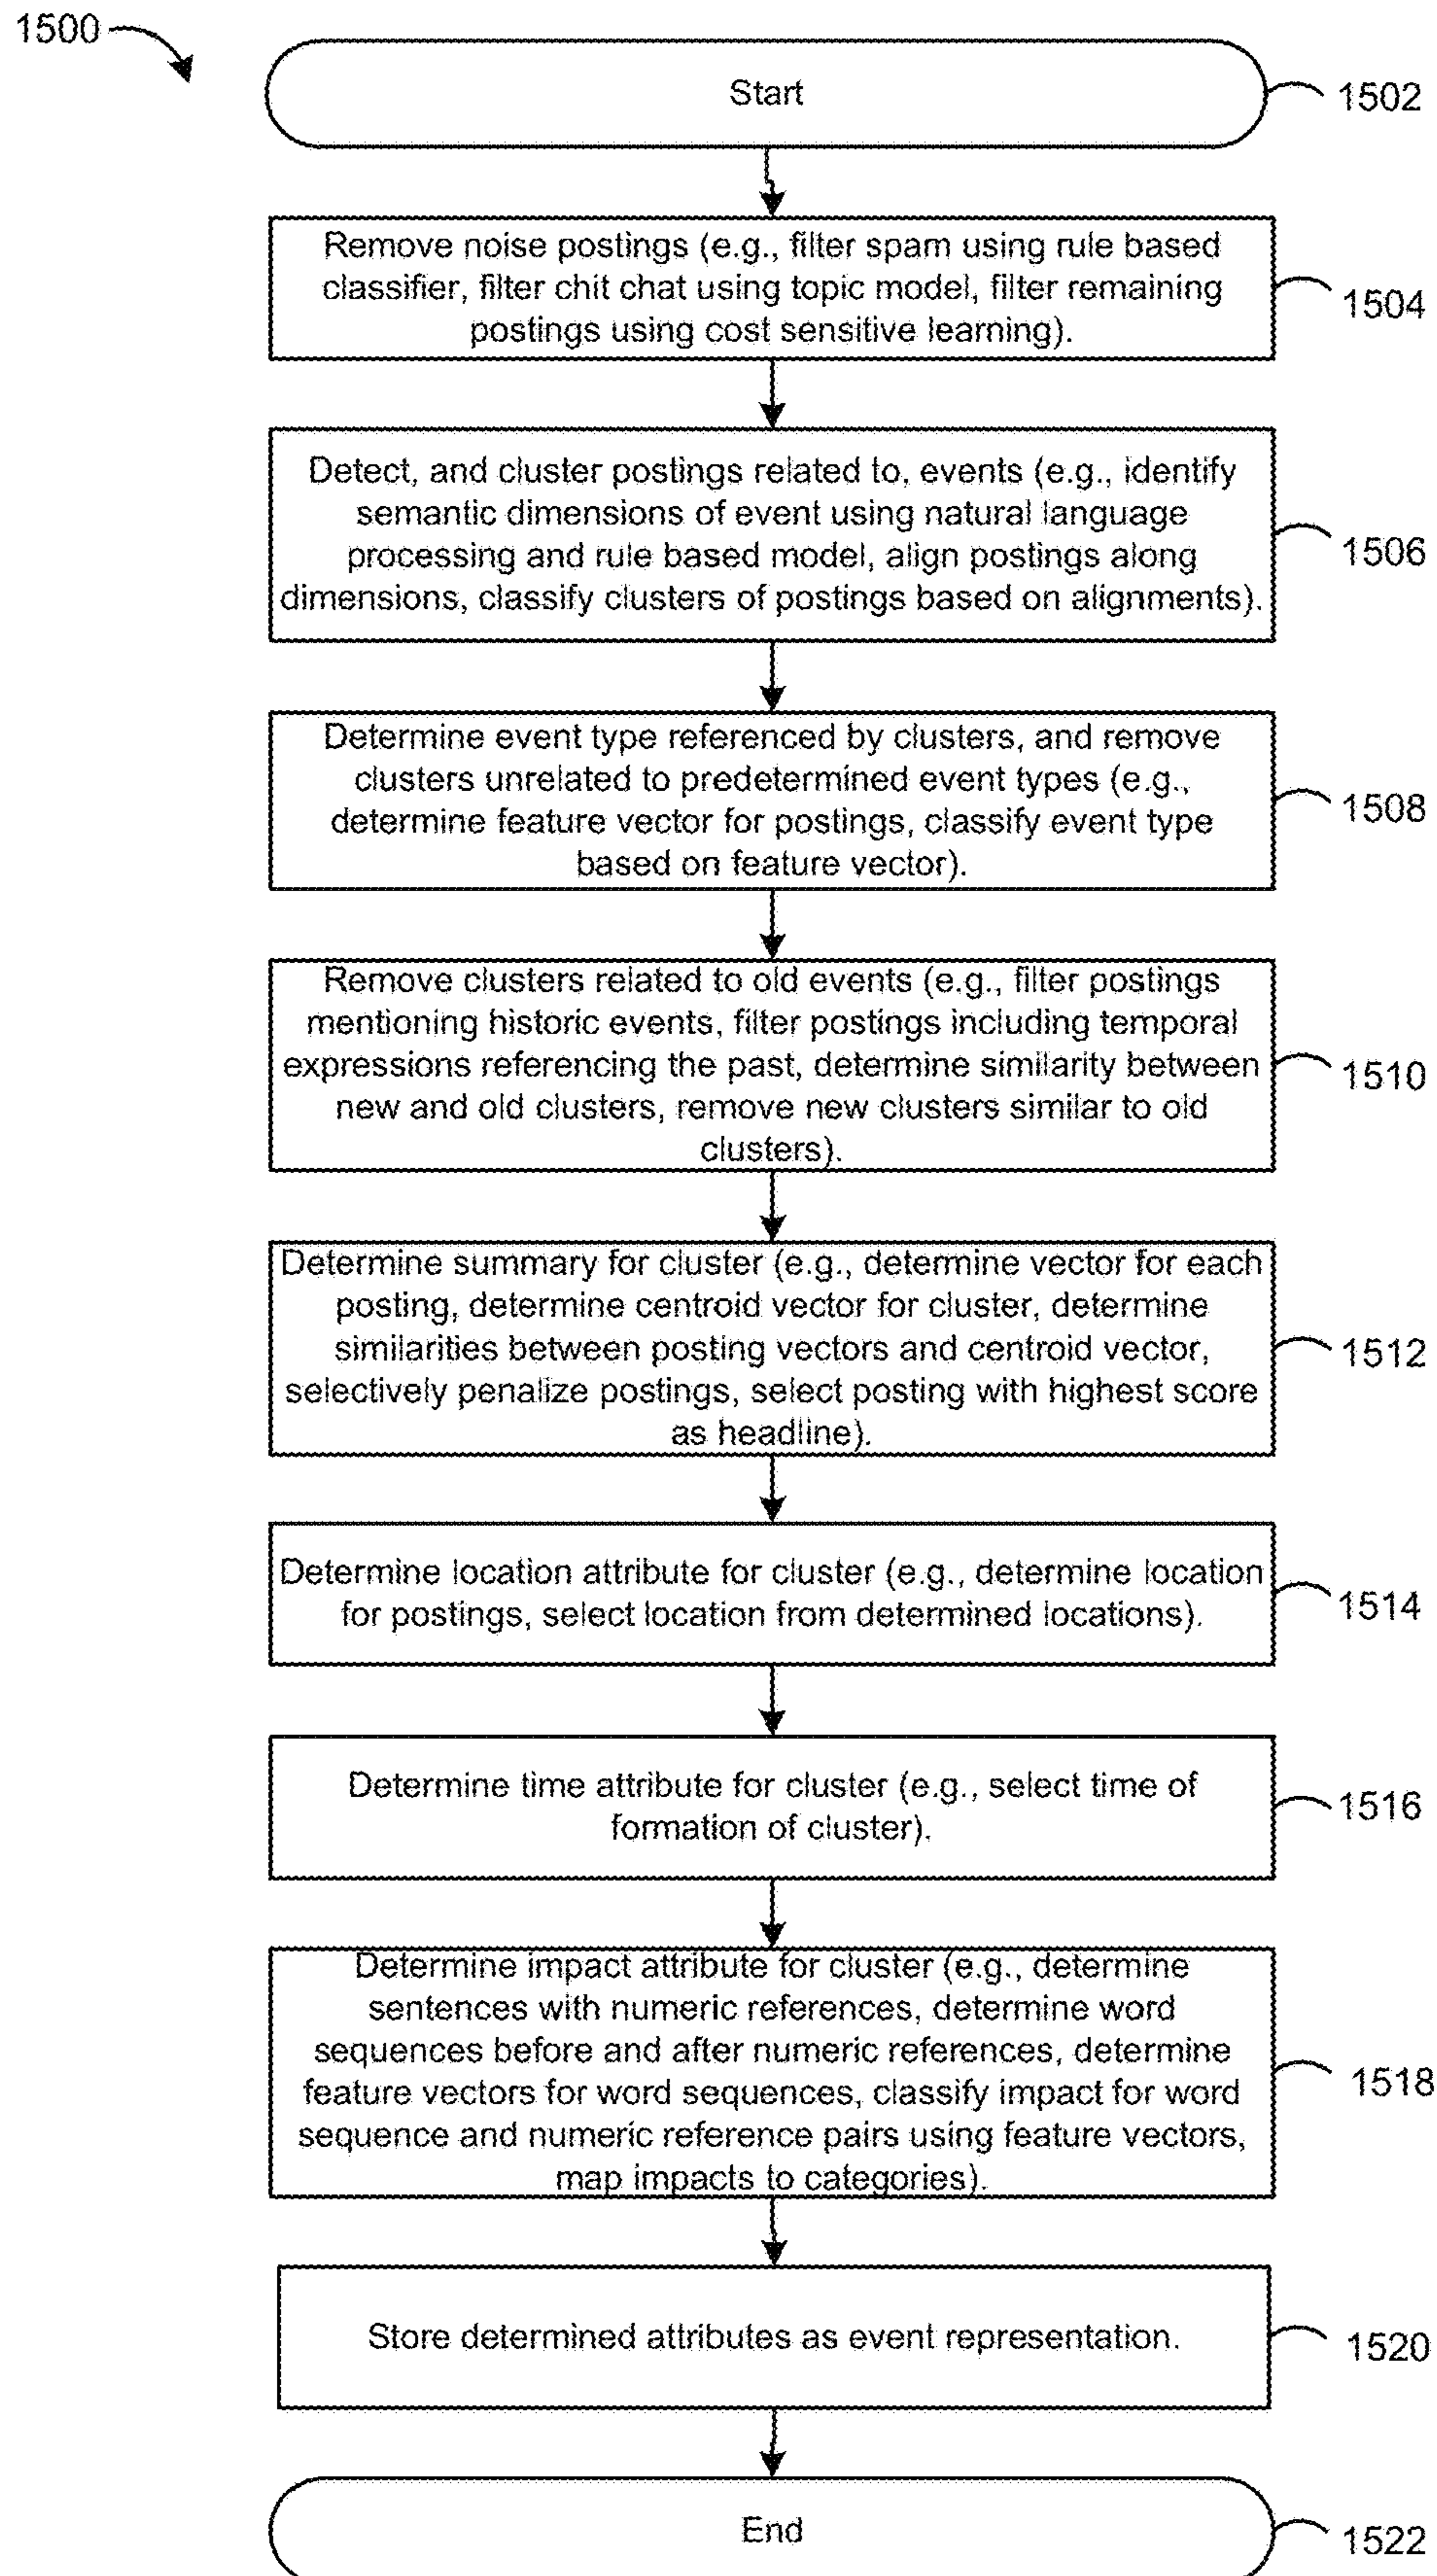 1500
Start
1502
Remove noise postings (e.g., filter spam using rule based
classifier, filter chit chat using topic model, filter remaining
postings using cost sensitive learning).
1504
Detect, and cluster postings related to, events (e.g., identify
semantic dimensions of event using natural language
processing and rule based model, align postings along
dimensions, classify clusters of postings based on alignments).
1506
Determine event type referenced by clusters, and remove
clusters unrelated to predetermined event types (e.g.,
determine feature vector for postings, classify event type
based on feature vector).
1508
Remove clusters related to old events (e.g., filter postings
mentioning historic events, filter postings including temporal
expressions referencing the past, determine similarity between
new and old clusters, remove new clusters similar to old
clusters).
1510
Determine summary for cluster (e.g., determine vector for each
posting, determine centroid vector for cluster, determine
similarities between posting vectors and centroid vector,
selectively penalize postings, select posting with highest score
as headline).
1512
Determine location attribute for cluster (e.g., determine location
for postings, select location from determined locations).
1514
Determine time attribute for cluster (e.g., select time of
formation of cluster).
1516
Determine impact attribute for cluster (e.g., determine
sentences with numeric references, determine word
sequences before and after numeric references, determine
feature vectors for word sequences, classify impact for word
sequence and numeric reference pairs using feature vectors,
map impacts to categories).
1518
Store determined attributes as event representation.
1520
End
1522